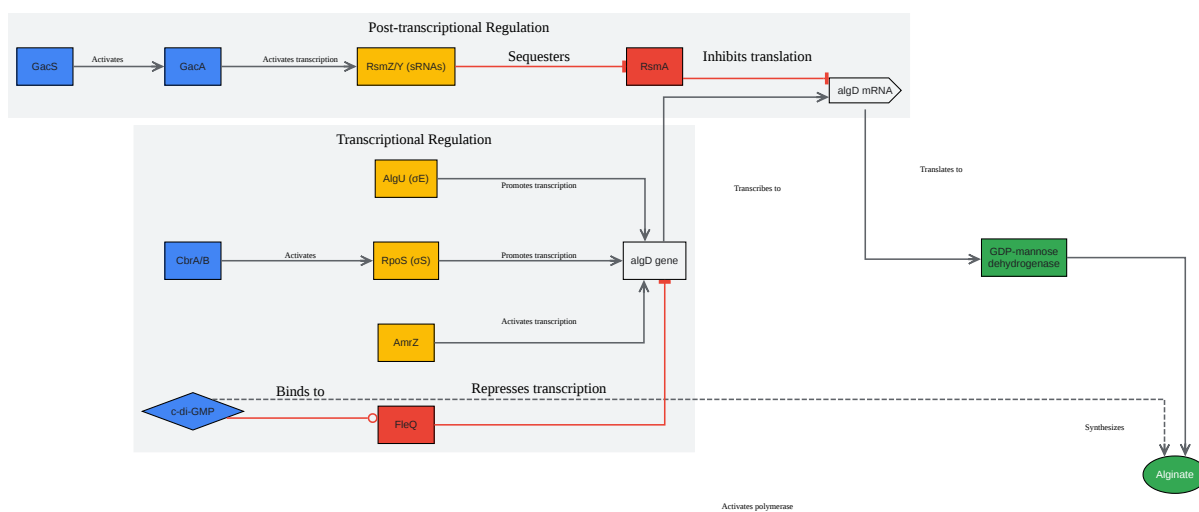 Post-transcriptional Regulation
GacS
Activates
GacA
Activates transcription
RsmZ/Y (sRNAs)
Sequesters
RsmA
Inhibits translation
algD mRNA
Transcriptional Regulation
AlgU (σE)
Promotes transcription
Transcribes to
Translates to
CbrA/B
Activates
RpoS (σS)
Promotes transcription
algD gene
GDP-mannose
dehydrogenase
AmrZ
Activates transcription
c-di-GMP
Binds to
Represses transcription
FleQ
Synthesizes
Alginate
Activates polymerase